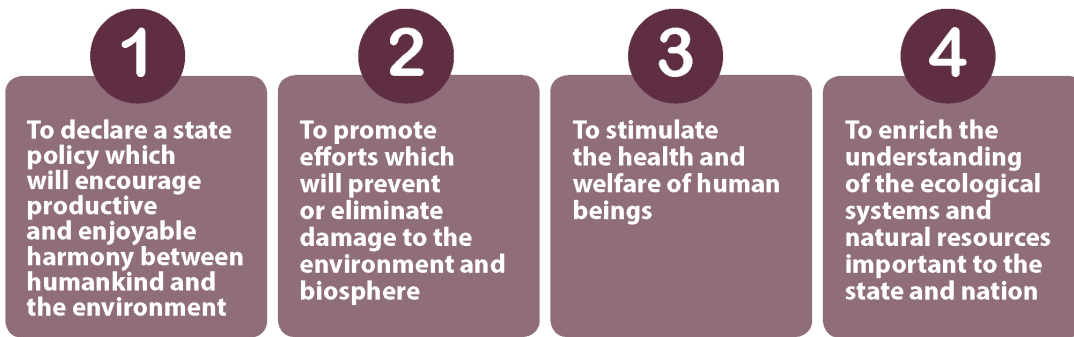 1
To declare a state
policy which
will encourage
productive
and enjoyable
harmony between
humankind and
the environment
2
To promote
efforts which
will prevent
or eliminate
damage to the
environment and
biosphere
3
To stimulate
the health and
welfare of human
beings
4
To enrich the
understanding
of the ecological
systems and
natural resources
important to the
state and nation